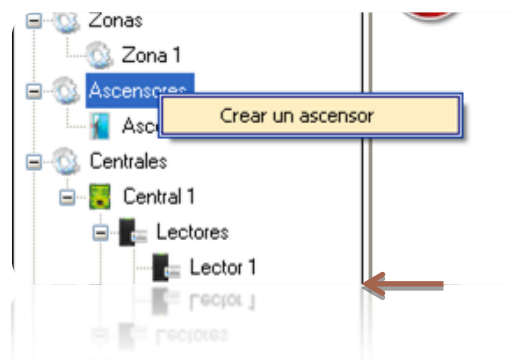 Zonas
Zona 1
Ascensores
Crear un ascensor
Centrales
Central 1
Lectores
Lector 1